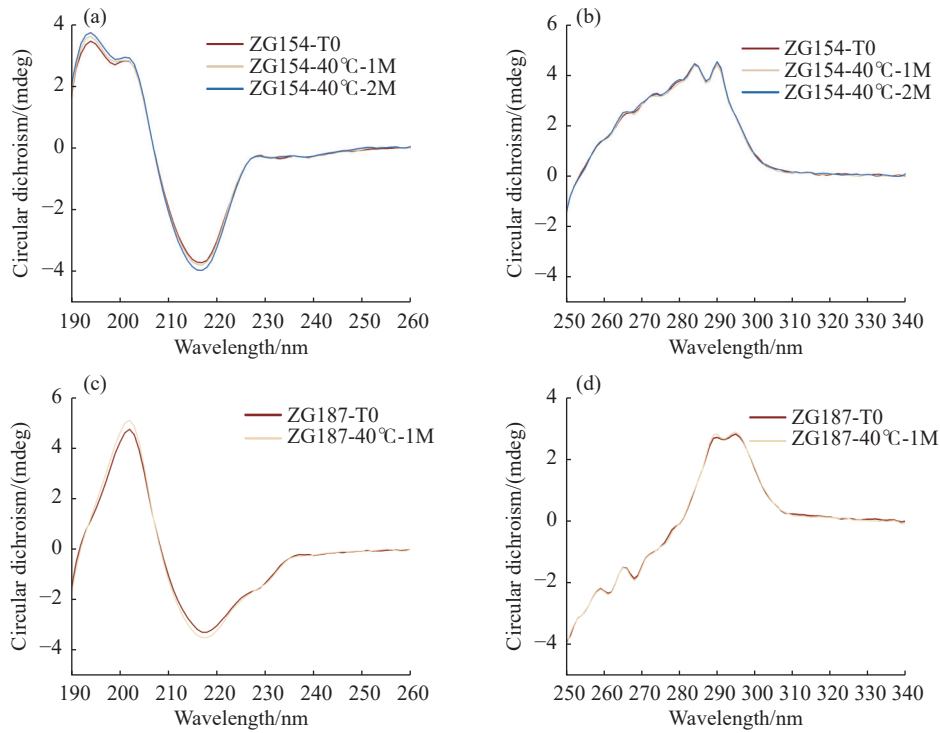 (a)
ZG154-T0
ZG154-40℃-1M
ZG154-40℃-2M
Circular dichroism/(mdeg)
4
2
0
−2
−4
190 200 210 220 230 240 250 260
Wavelength/nm
(b)
ZG154-T0
ZG154-40℃-1M
ZG154-40℃-2M
Circular dichroism/(mdeg)
6
4
2
0
−2
−4
250 260 270 280 290 300 310 320 330 340
Wavelength/nm
(c)
ZG187-T0
ZG187-40℃-1M
Circular dichroism/(mdeg)
6
4
2
0
−2
−4
190 200 210 220 230 240 250 260
Wavelength/nm
(d)
ZG187-T0
ZG187-40℃-1M
Circular dichroism/(mdeg)
4
2
0
−2
−4
250 260 270 280 290 300 310 320 330 340
Wavelength/nm